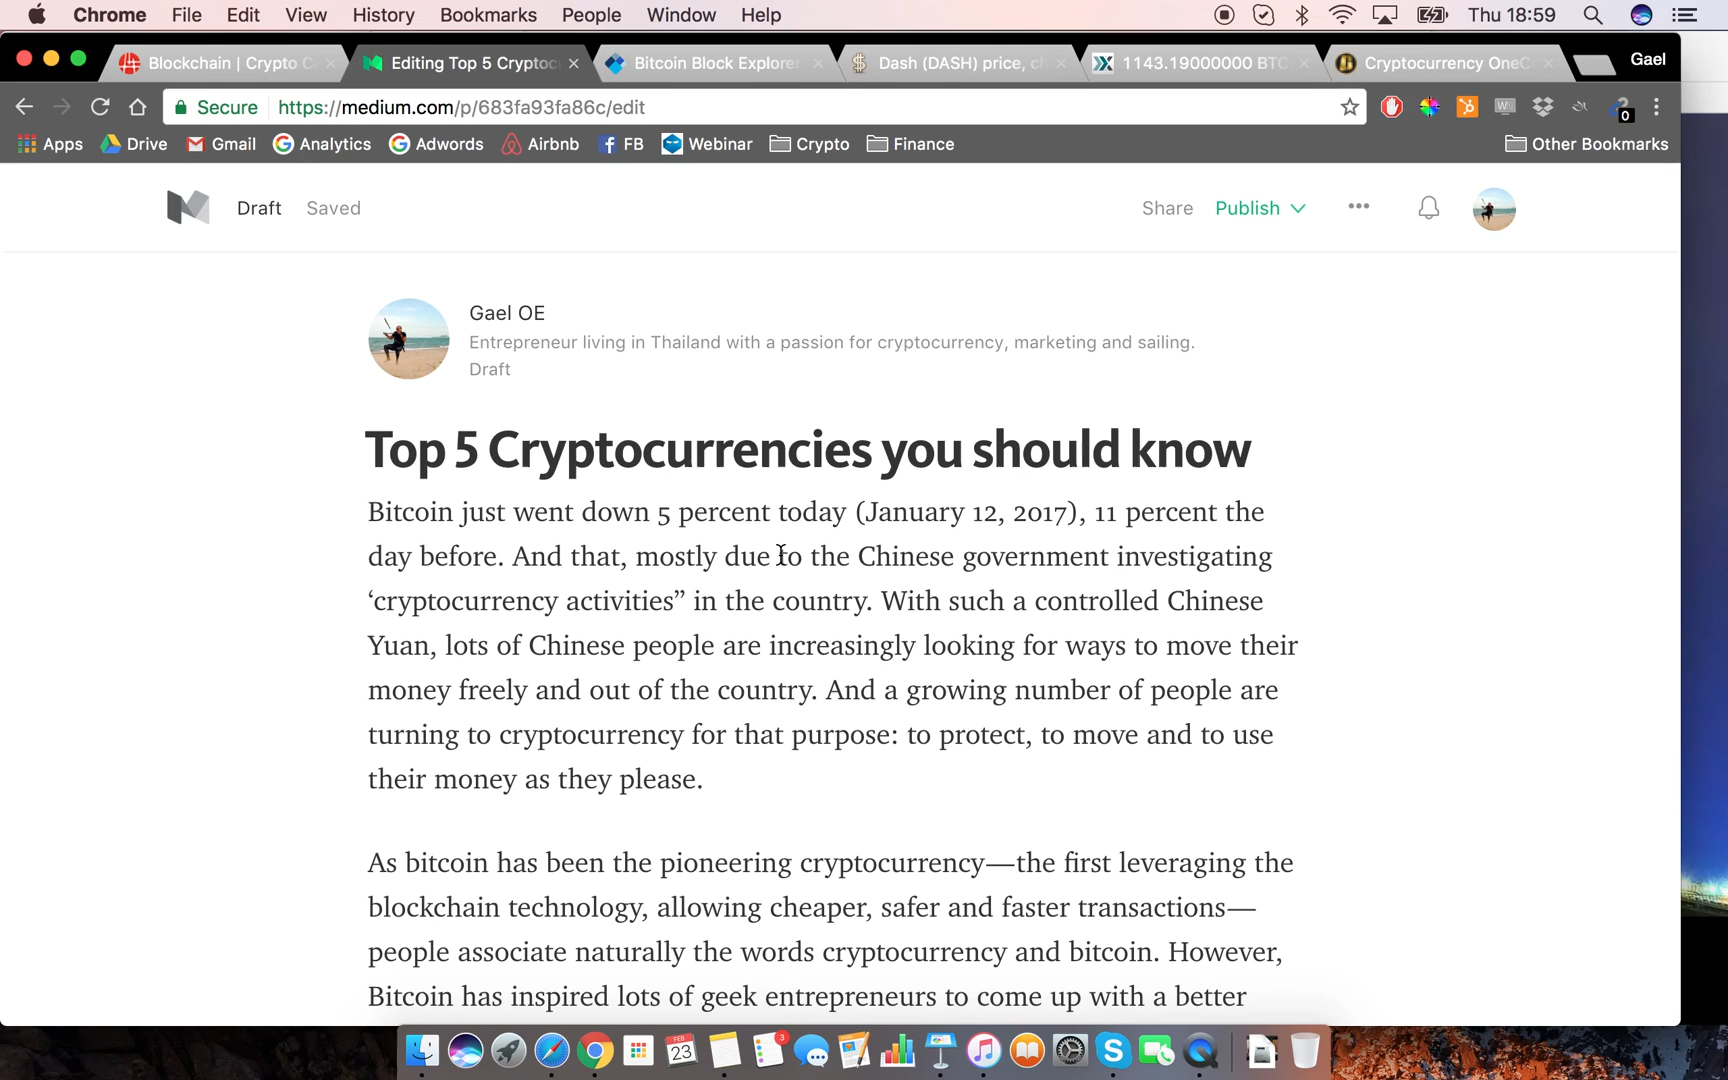 Chrome File Edit View History Bookmarks People Window Help Thu 18:59
Blockchain | Crypto C Editing Top 5 Cryptoc Bitcoin Block Explorer Dash (DASH) price, ch 1143.19000000 BTC Cryptocurrency OneC Gael
Secure https://medium.com/p/683fa93fa86c/edit 0
Apps Drive Gmail Analytics Adwords Airbnb FB Webinar Crypto Finance Other Bookmarks
Draft Saved Share Publish
Gael OE
Entrepreneur living in Thailand with a passion for cryptocurrency, marketing and sailing.
Draft
Top 5 Cryptocurrencies you should know
Bitcoin just went down 5 percent today (January 12, 2017), 11 percent the
day before. And that, mostly due to the Chinese government investigating
‘cryptocurrency activities” in the country. With such a controlled Chinese
Yuan, lots of Chinese people are increasingly looking for ways to move their
money freely and out of the country. And a growing number of people are
turning to cryptocurrency for that purpose: to protect, to move and to use
their money as they please.
As bitcoin has been the pioneering cryptocurrency—the first leveraging the
blockchain technology, allowing cheaper, safer and faster transactions—
people associate naturally the words cryptocurrency and bitcoin. However,
Bitcoin has inspired lots of geek entrepreneurs to come up with a better
FEB
23
3